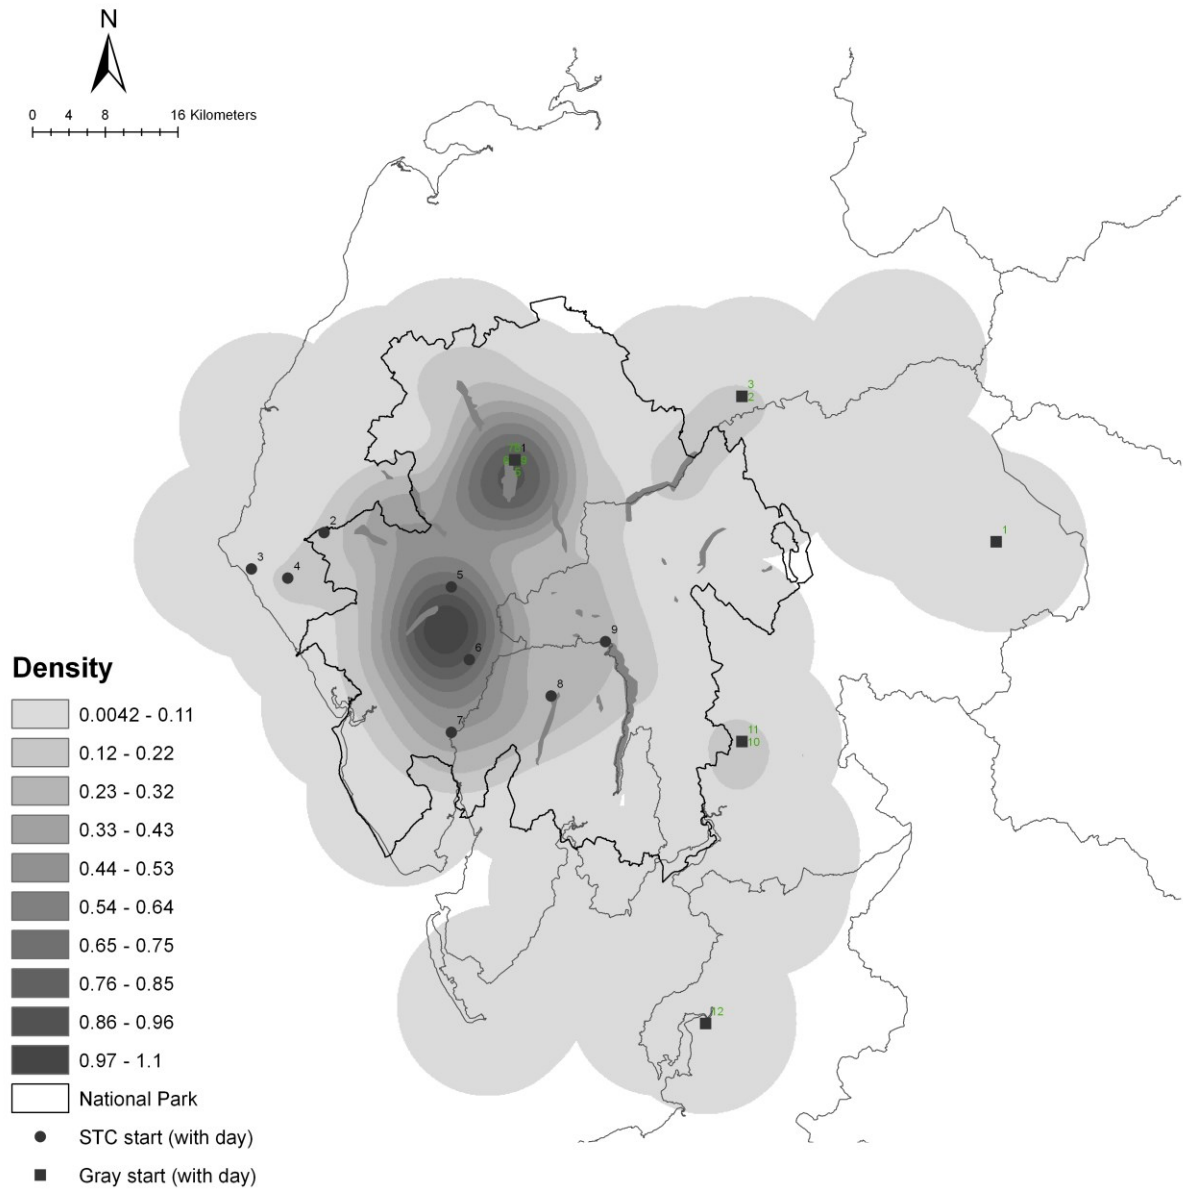 N
0 4 8 16 Kilometers
3
2
1
2
1
3
4
5
9
6
8
7
11
10
12
Density
0.0042 - 0.11
0.12 - 0.22
0.23 - 0.32
0.33 - 0.43
0.44 - 0.53
0.54 - 0.64
0.65 - 0.75
0.76 - 0.85
0.86 - 0.96
0.97 - 1.1
National Park
STC start (with day)
Gray start (with day)